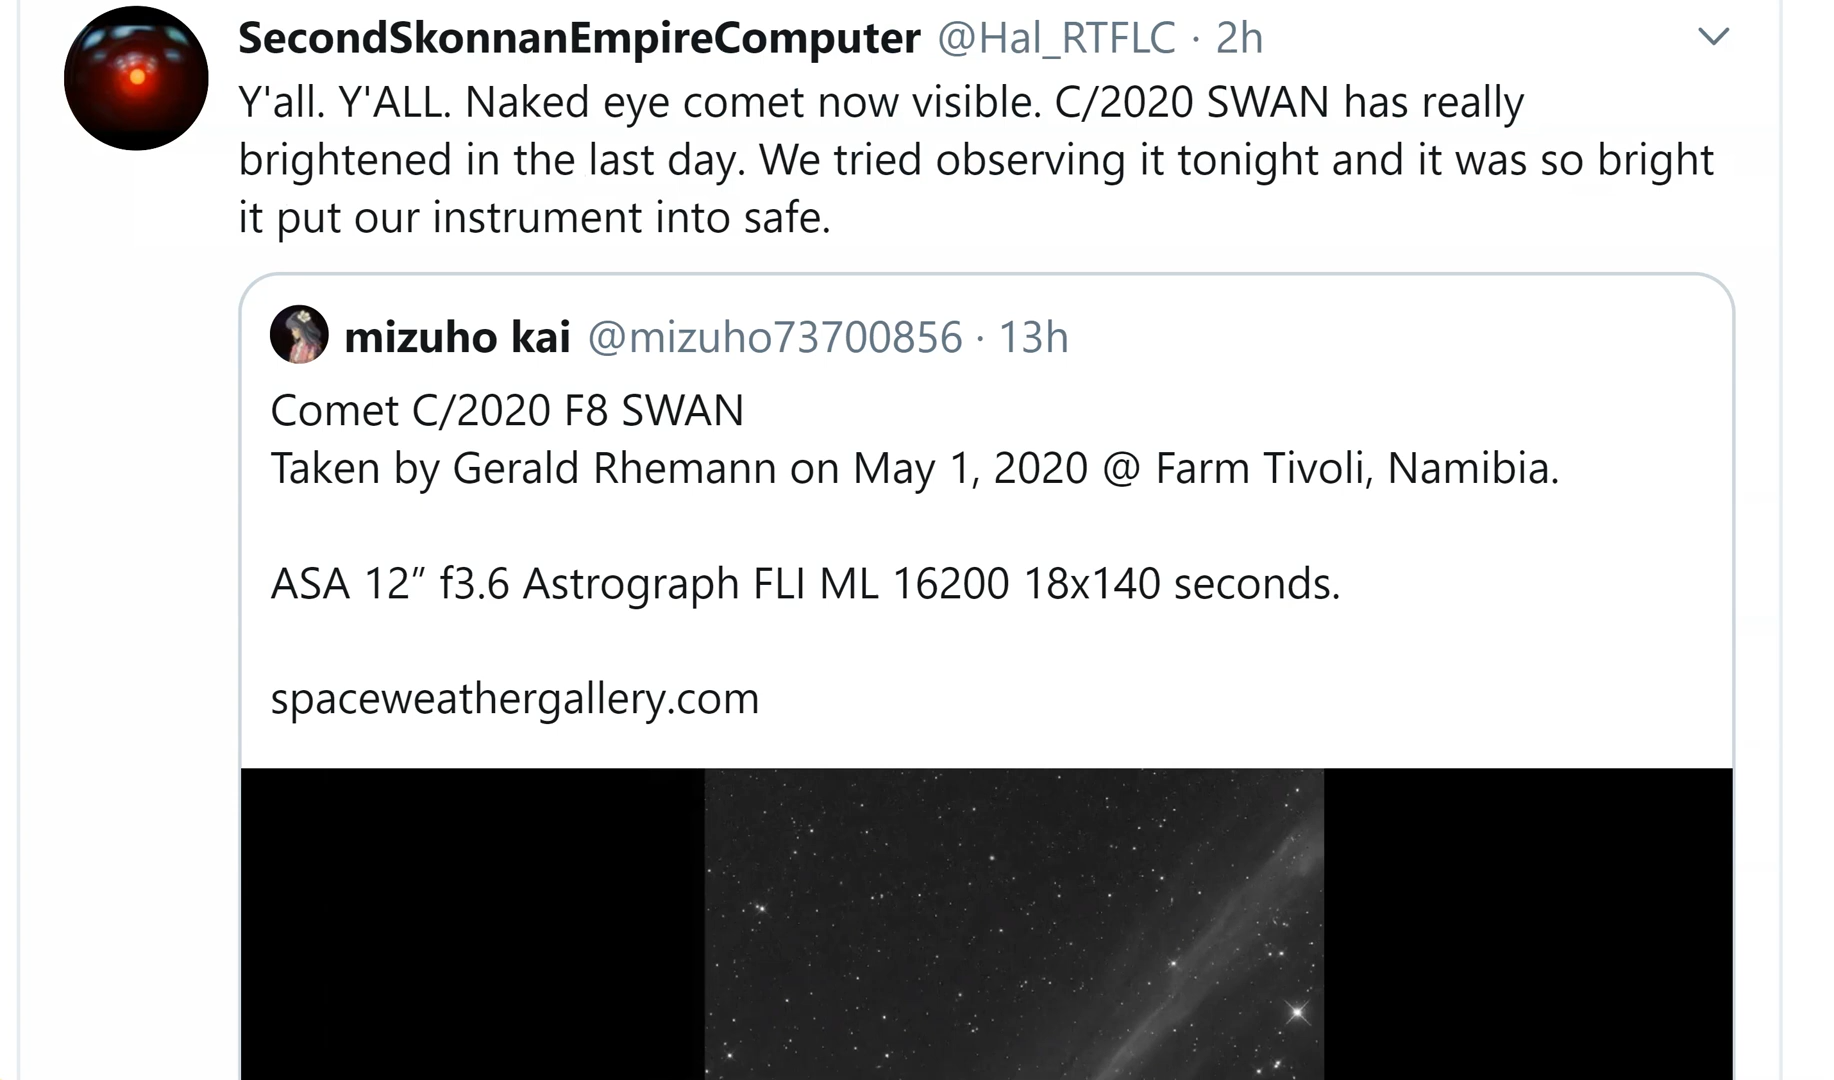 SecondSkonnanEmpireComputer @Hal_RTFLC · 2h
Y'all. Y'ALL. Naked eye comet now visible. C/2020 SWAN has really
brightened in the last day. We tried observing it tonight and it was so bright
it put our instrument into safe.
mizuho kai @mizuho73700856 · 13h
Comet C/2020 F8 SWAN
Taken by Gerald Rhemann on May 1, 2020 @ Farm Tivoli, Namibia.
ASA 12” f3.6 Astrograph FLI ML 16200 18x140 seconds.
spaceweathergallery.com